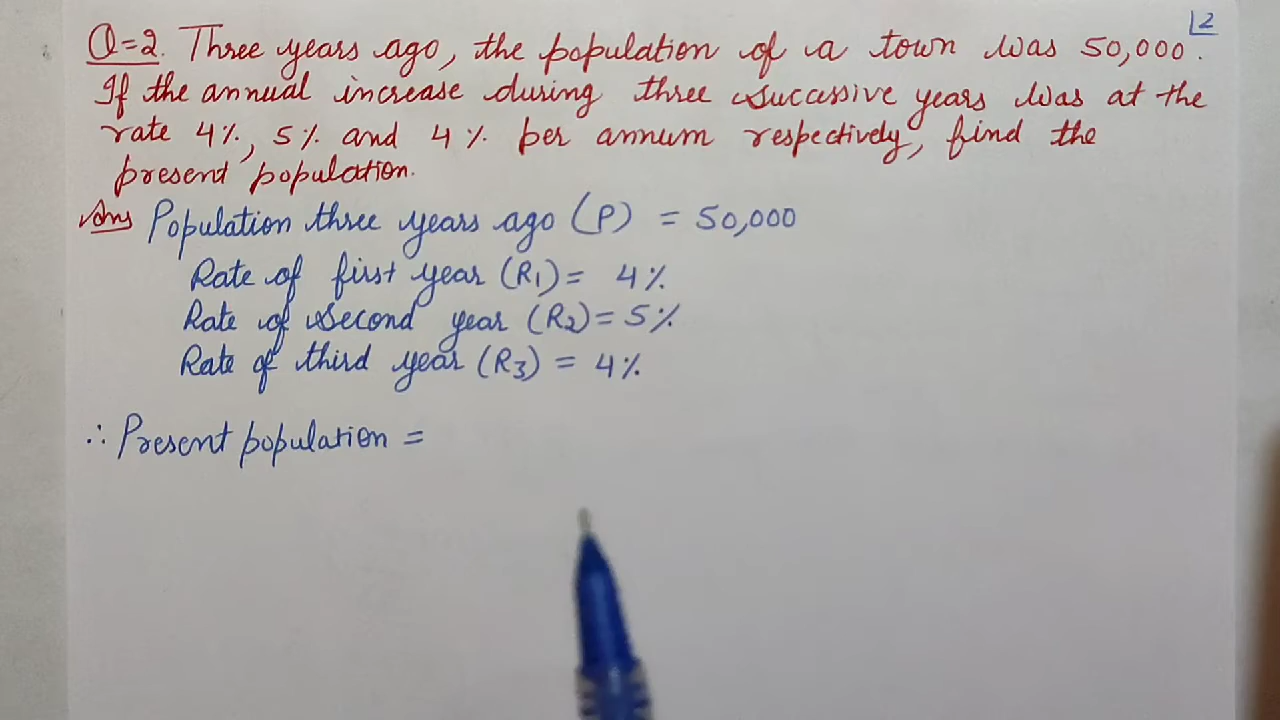 2
Q=2. Three years ago, the population of a town was 50,000.
If the annual increase during three successive years was at the
rate 4%, 5% and 4% per annum respectively, find the
present population.
Ans Population three years ago (P) = 50,000
Rate of first year (R1) = 4%
Rate of second year (R2) = 5%
Rate of third year (R3) = 4%
∴ Present population =